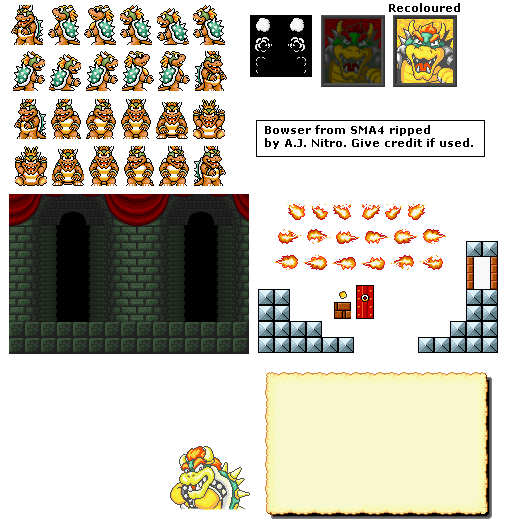 Recoloured
Bowser from SMA4 ripped
by A.J. Nitro. Give credit if used.